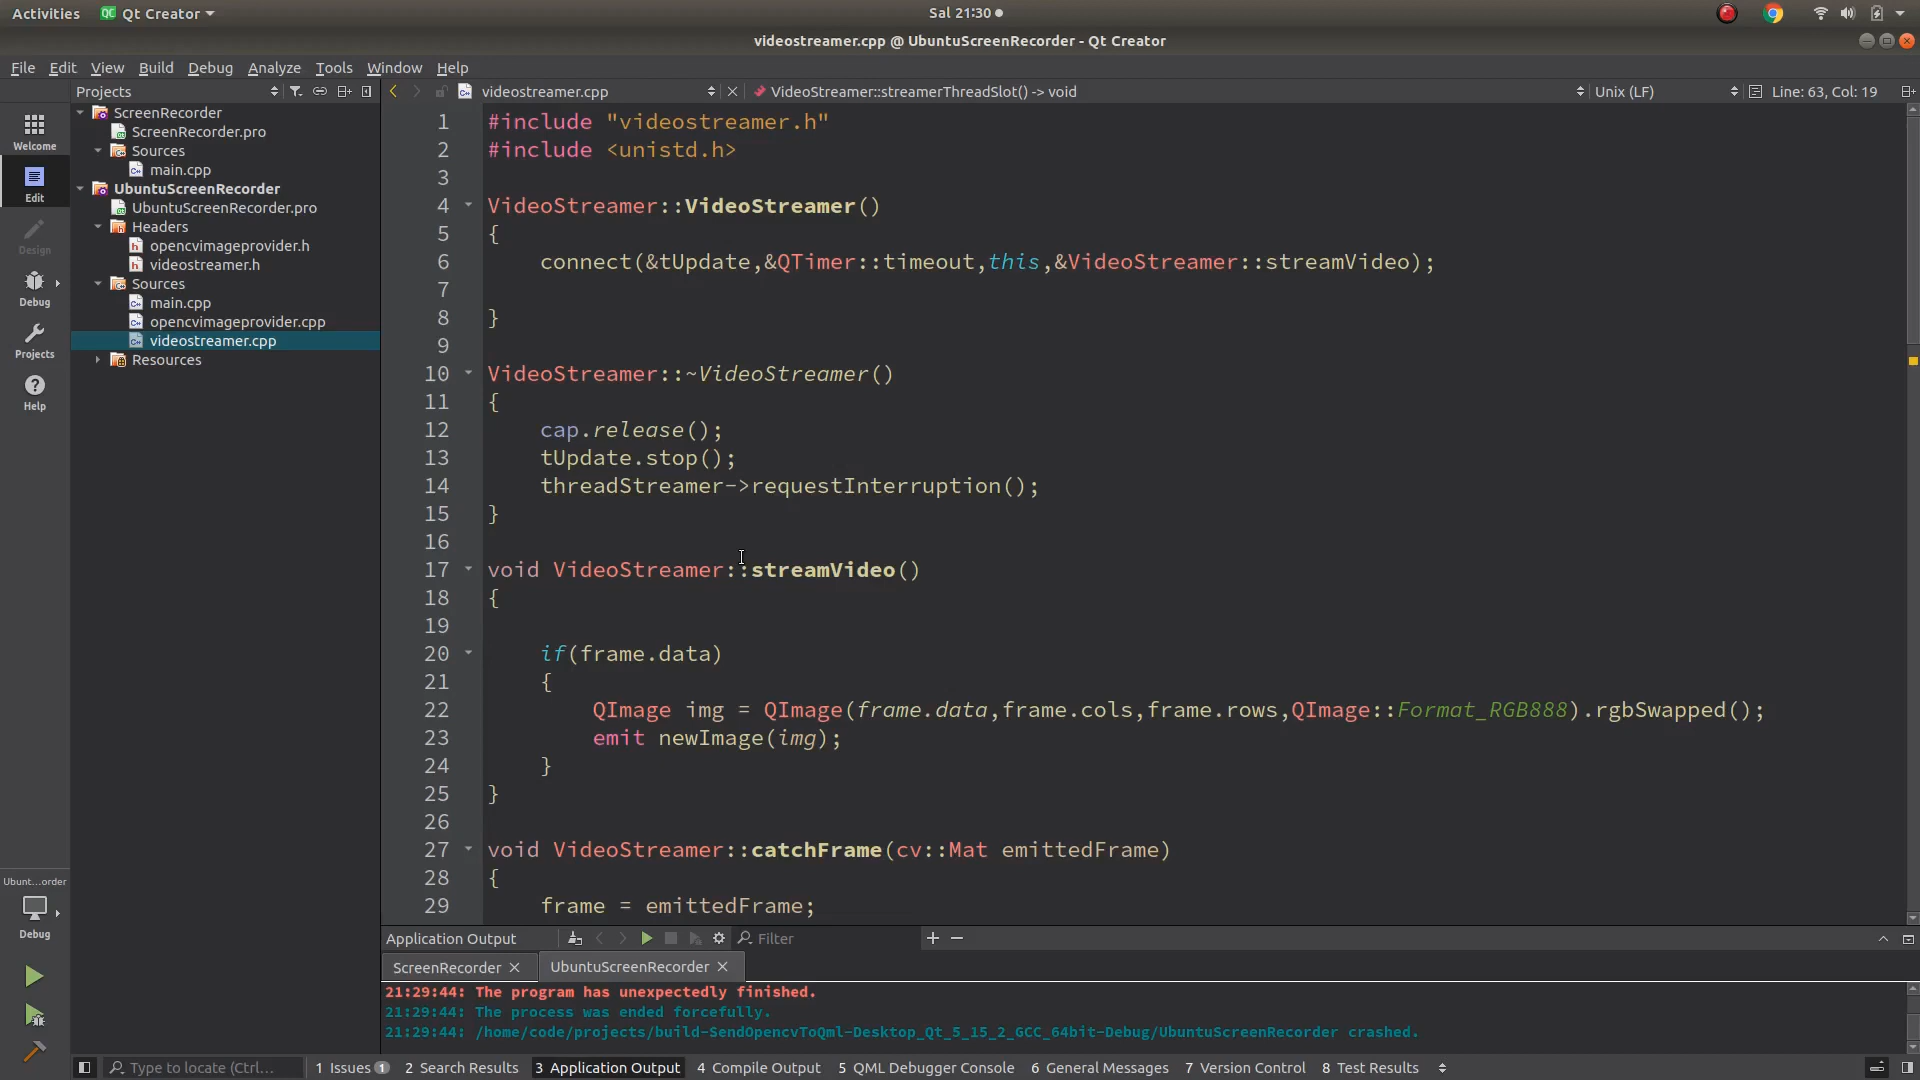 Activities Qt Creator Sal 21:30
videostreamer.cpp @ UbuntuScreenRecorder - Qt Creator
File Edit View Build Debug Analyze Tools Window Help
Projects videostreamer.cpp VideoStreamer::streamerThreadSlot() -> void Unix (LF) Line: 63, Col: 19
Welcome
Edit
Design
Debug
Projects
Help
Ubunt...order
Debug
ScreenRecorder
ScreenRecorder.pro
Sources
main.cpp
UbuntuScreenRecorder
UbuntuScreenRecorder.pro
Headers
opencvimageprovider.h
videostreamer.h
Sources
main.cpp
opencvimageprovider.cpp
videostreamer.cpp
Resources
1 #include "videostreamer.h"
2 #include <unistd.h>
3
4 VideoStreamer::VideoStreamer()
5 {
6 connect(&tUpdate,&QTimer::timeout,this,&VideoStreamer::streamVideo);
7
8 }
9
10 VideoStreamer::~VideoStreamer()
11 {
12 cap.release();
13 tUpdate.stop();
14 threadStreamer->requestInterruption();
15 }
16
17 void VideoStreamer::streamVideo()
18 {
19
20 if(frame.data)
21 {
22 QImage img = QImage(frame.data,frame.cols,frame.rows,QImage::Format_RGB888).rgbSwapped();
23 emit newImage(img);
24 }
25 }
26
27 void VideoStreamer::catchFrame(cv::Mat emittedFrame)
28 {
29 frame = emittedFrame;
Application Output Filter
ScreenRecorder UbuntuScreenRecorder
21:29:44: The program has unexpectedly finished.
21:29:44: The process was ended forcefully.
21:29:44: /home/code/projects/build-SendOpencvToQml-Desktop_Qt_5_15_2_GCC_64bit-Debug/UbuntuScreenRecorder crashed.
Type to locate (Ctrl... 1 Issues 1 2 Search Results 3 Application Output 4 Compile Output 5 QML Debugger Console 6 General Messages 7 Version Control 8 Test Results